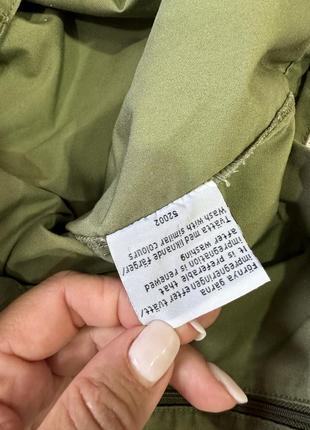 Förnya gärna
impregneringen efter tvätt/
it is preferable that
impregnation is renewed
after washing
Tvätta med liknande färger/
Wash with similar colours
52002